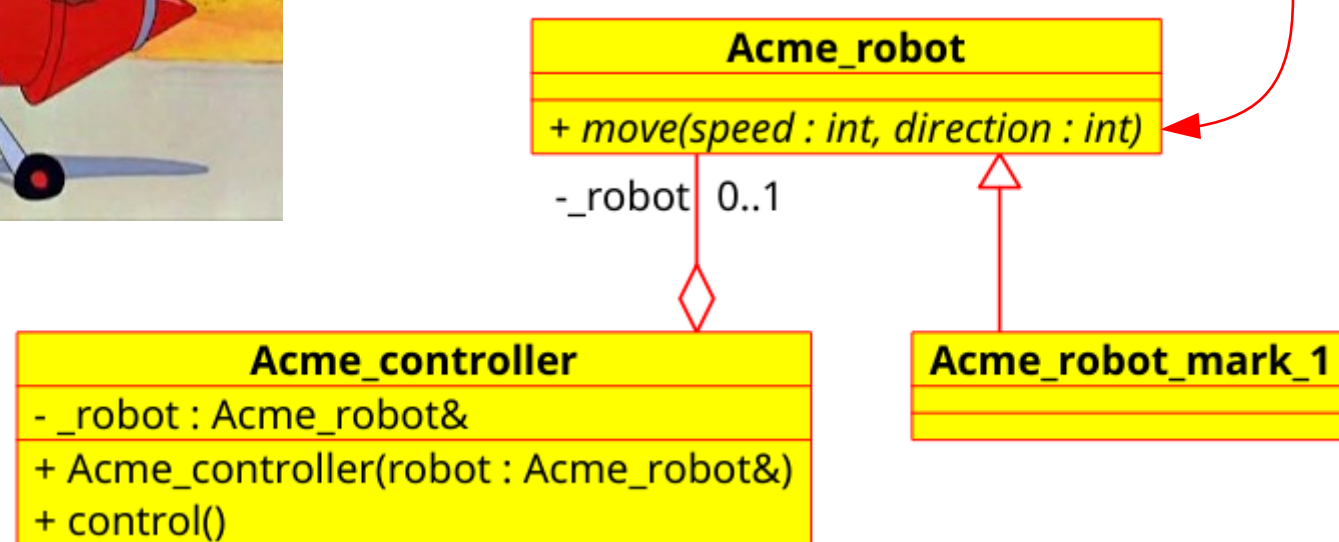 Acme_robot
+ move(speed : int, direction : int)
-_robot 0..1
Acme_controller
- _robot : Acme_robot&
+ Acme_controller(robot : Acme_robot&)
+ control()
Acme_robot_mark_1